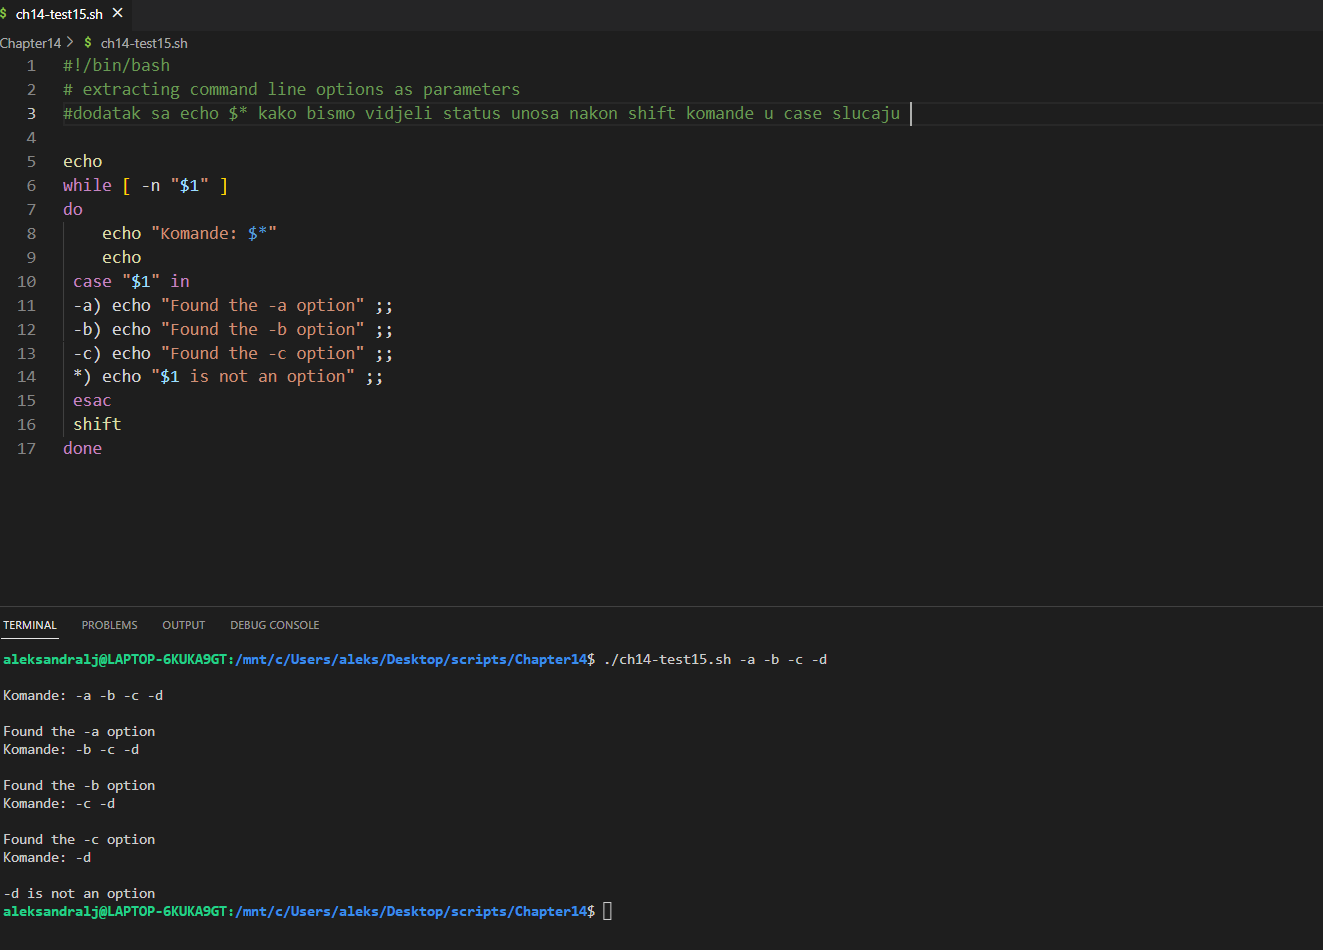 $ ch14-test15.sh ✕
Chapter14 > $ ch14-test15.sh
1 #!/bin/bash
2 # extracting command line options as parameters
3 #dodatak sa echo $* kako bismo vidjeli status unosa nakon shift komande u case slucaju
4
5 echo
6 while [ -n "$1" ]
7 do
8 echo "Komande: $*"
9 echo
10 case "$1" in
11 -a) echo "Found the -a option" ;;
12 -b) echo "Found the -b option" ;;
13 -c) echo "Found the -c option" ;;
14 *) echo "$1 is not an option" ;;
15 esac
16 shift
17 done
TERMINAL PROBLEMS OUTPUT DEBUG CONSOLE
aleksandralj@LAPTOP-6KUKA9GT:/mnt/c/Users/aleks/Desktop/scripts/Chapter14$ ./ch14-test15.sh -a -b -c -d
Komande: -a -b -c -d
Found the -a option
Komande: -b -c -d
Found the -b option
Komande: -c -d
Found the -c option
Komande: -d
-d is not an option
aleksandralj@LAPTOP-6KUKA9GT:/mnt/c/Users/aleks/Desktop/scripts/Chapter14$